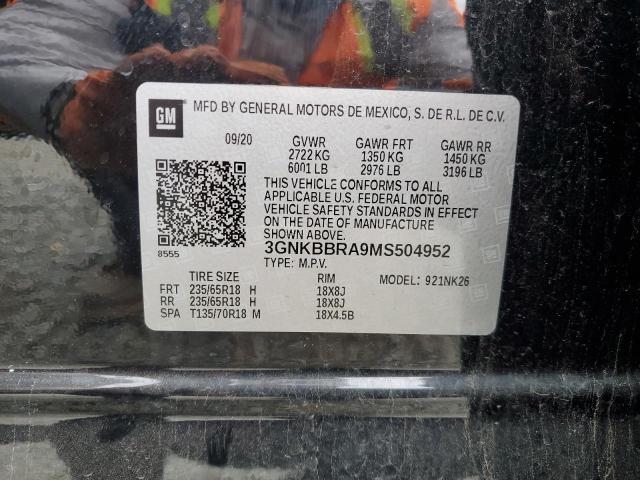 GM
MFD BY GENERAL MOTORS DE MEXICO, S. DE R.L. DE C.V.
09/20 GVWR GAWR FRT GAWR RR
2722 KG 1350 KG 1450 KG
6001 LB 2976 LB 3196 LB
THIS VEHICLE CONFORMS TO ALL
APPLICABLE U.S. FEDERAL MOTOR
VEHICLE SAFETY STANDARDS IN EFFECT
ON THE DATE OF MANUFACTURE
SHOWN ABOVE.
8555 3GNKBBRA9MS504952
TYPE: M.P.V.
TIRE SIZE RIM MODEL: 921NK26
FRT 235/65R18 H 18X8J
RR 235/65R18 H 18X8J
SPA T135/70R18 M 18X4.5B